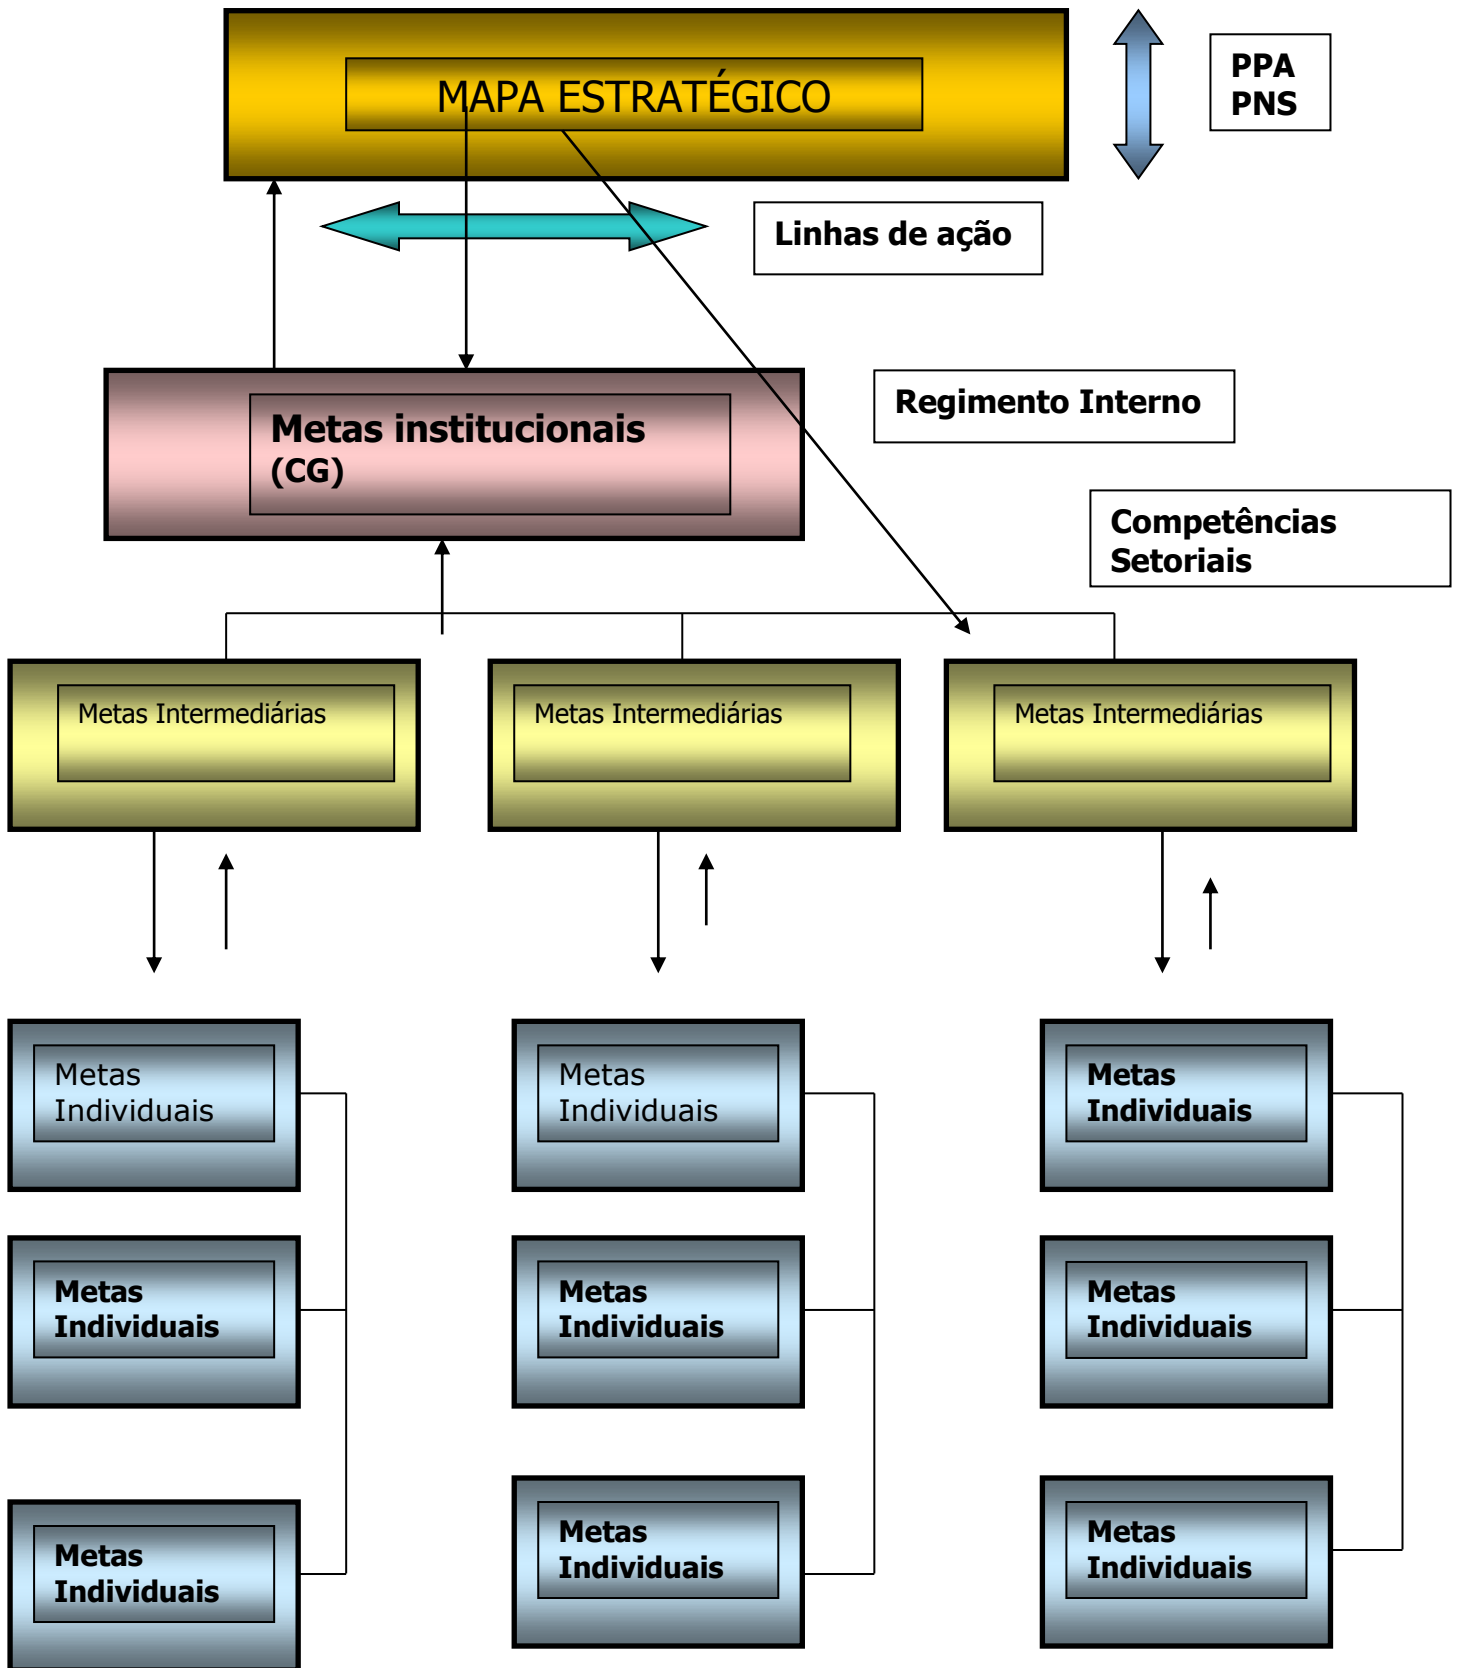 MAPA ESTRATÉGICO
PPA
PNS
Linhas de ação
Regimento Interno
Metas institucionais
(CG)
Competências
Setoriais
Metas Intermediárias
Metas Intermediárias
Metas Intermediárias
Metas
Individuais
Metas
Individuais
Metas
Individuais
Metas
Individuais
Metas
Individuais
Metas
Individuais
Metas
Individuais
Metas
Individuais
Metas
Individuais